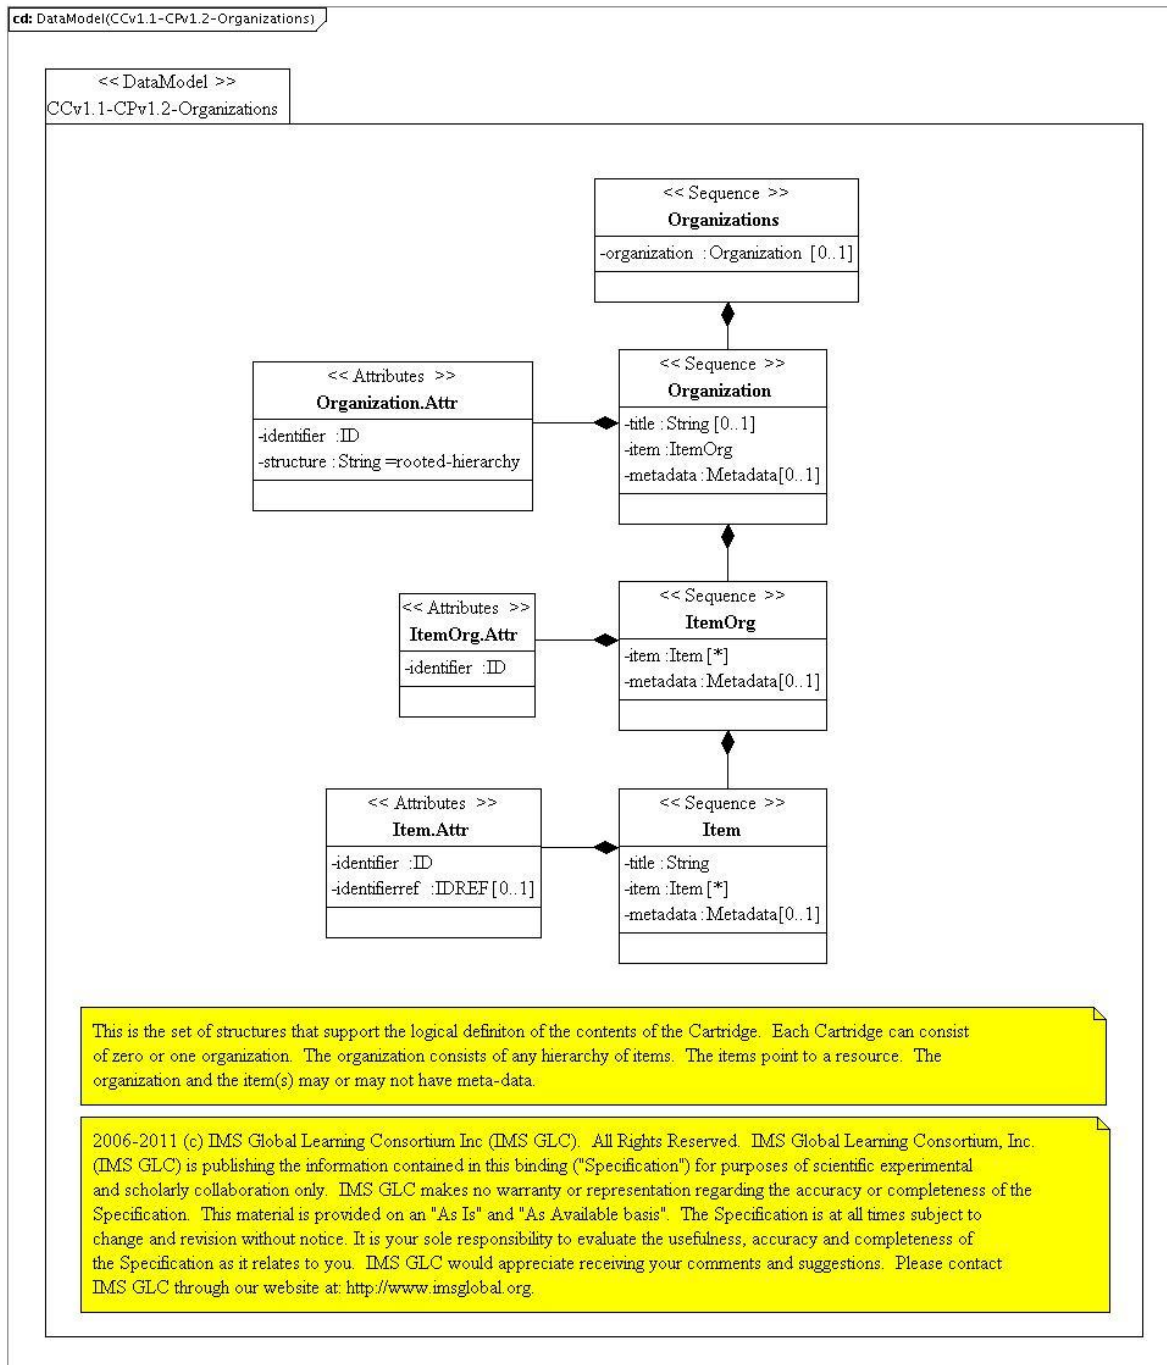 cd: DataModel(CCv1.1-CPv1.2-Organizations)
<< DataModel >>
CCv1.1-CPv1.2-Organizations
<< Sequence >>
Organizations
-organization :Organization [0..1]
<< Attributes >>
Organization.Attr
-identifier :ID
-structure : String =rooted-hierarchy
<< Sequence >>
Organization
-title : String [0..1]
-item :ItemOrg
-metadata : Metadata[0..1]
<< Attributes >>
ItemOrg.Attr
-identifier :ID
<< Sequence >>
ItemOrg
-item :Item [*]
-metadata : Metadata[0..1]
<< Attributes >>
Item.Attr
-identifier :ID
-identifierref :IDREF [0..1]
<< Sequence >>
Item
-title : String
-item :Item [*]
-metadata : Metadata[0..1]
This is the set of structures that support the logical definiton of the contents of the Cartridge. Each Cartridge can consist
of zero or one organization. The organization consists of any hierarchy of items. The items point to a resource. The
organization and the item(s) may or may not have meta-data.
2006-2011 (c) IMS Global Learning Consortium Inc (IMS GLC). All Rights Reserved. IMS Global Learning Consortium, Inc.
(IMS GLC) is publishing the information contained in this binding ("Specification") for purposes of scientific experimental
and scholarly collaboration only. IMS GLC makes no warranty or representation regarding the accuracy or completeness of the
Specification. This material is provided on an "As Is" and "As Available basis". The Specification is at all times subject to
change and revision without notice. It is your sole responsibility to evaluate the usefulness, accuracy and completeness of
the Specification as it relates to you. IMS GLC would appreciate receiving your comments and suggestions. Please contact
IMS GLC through our website at: http://www.imsglobal.org.